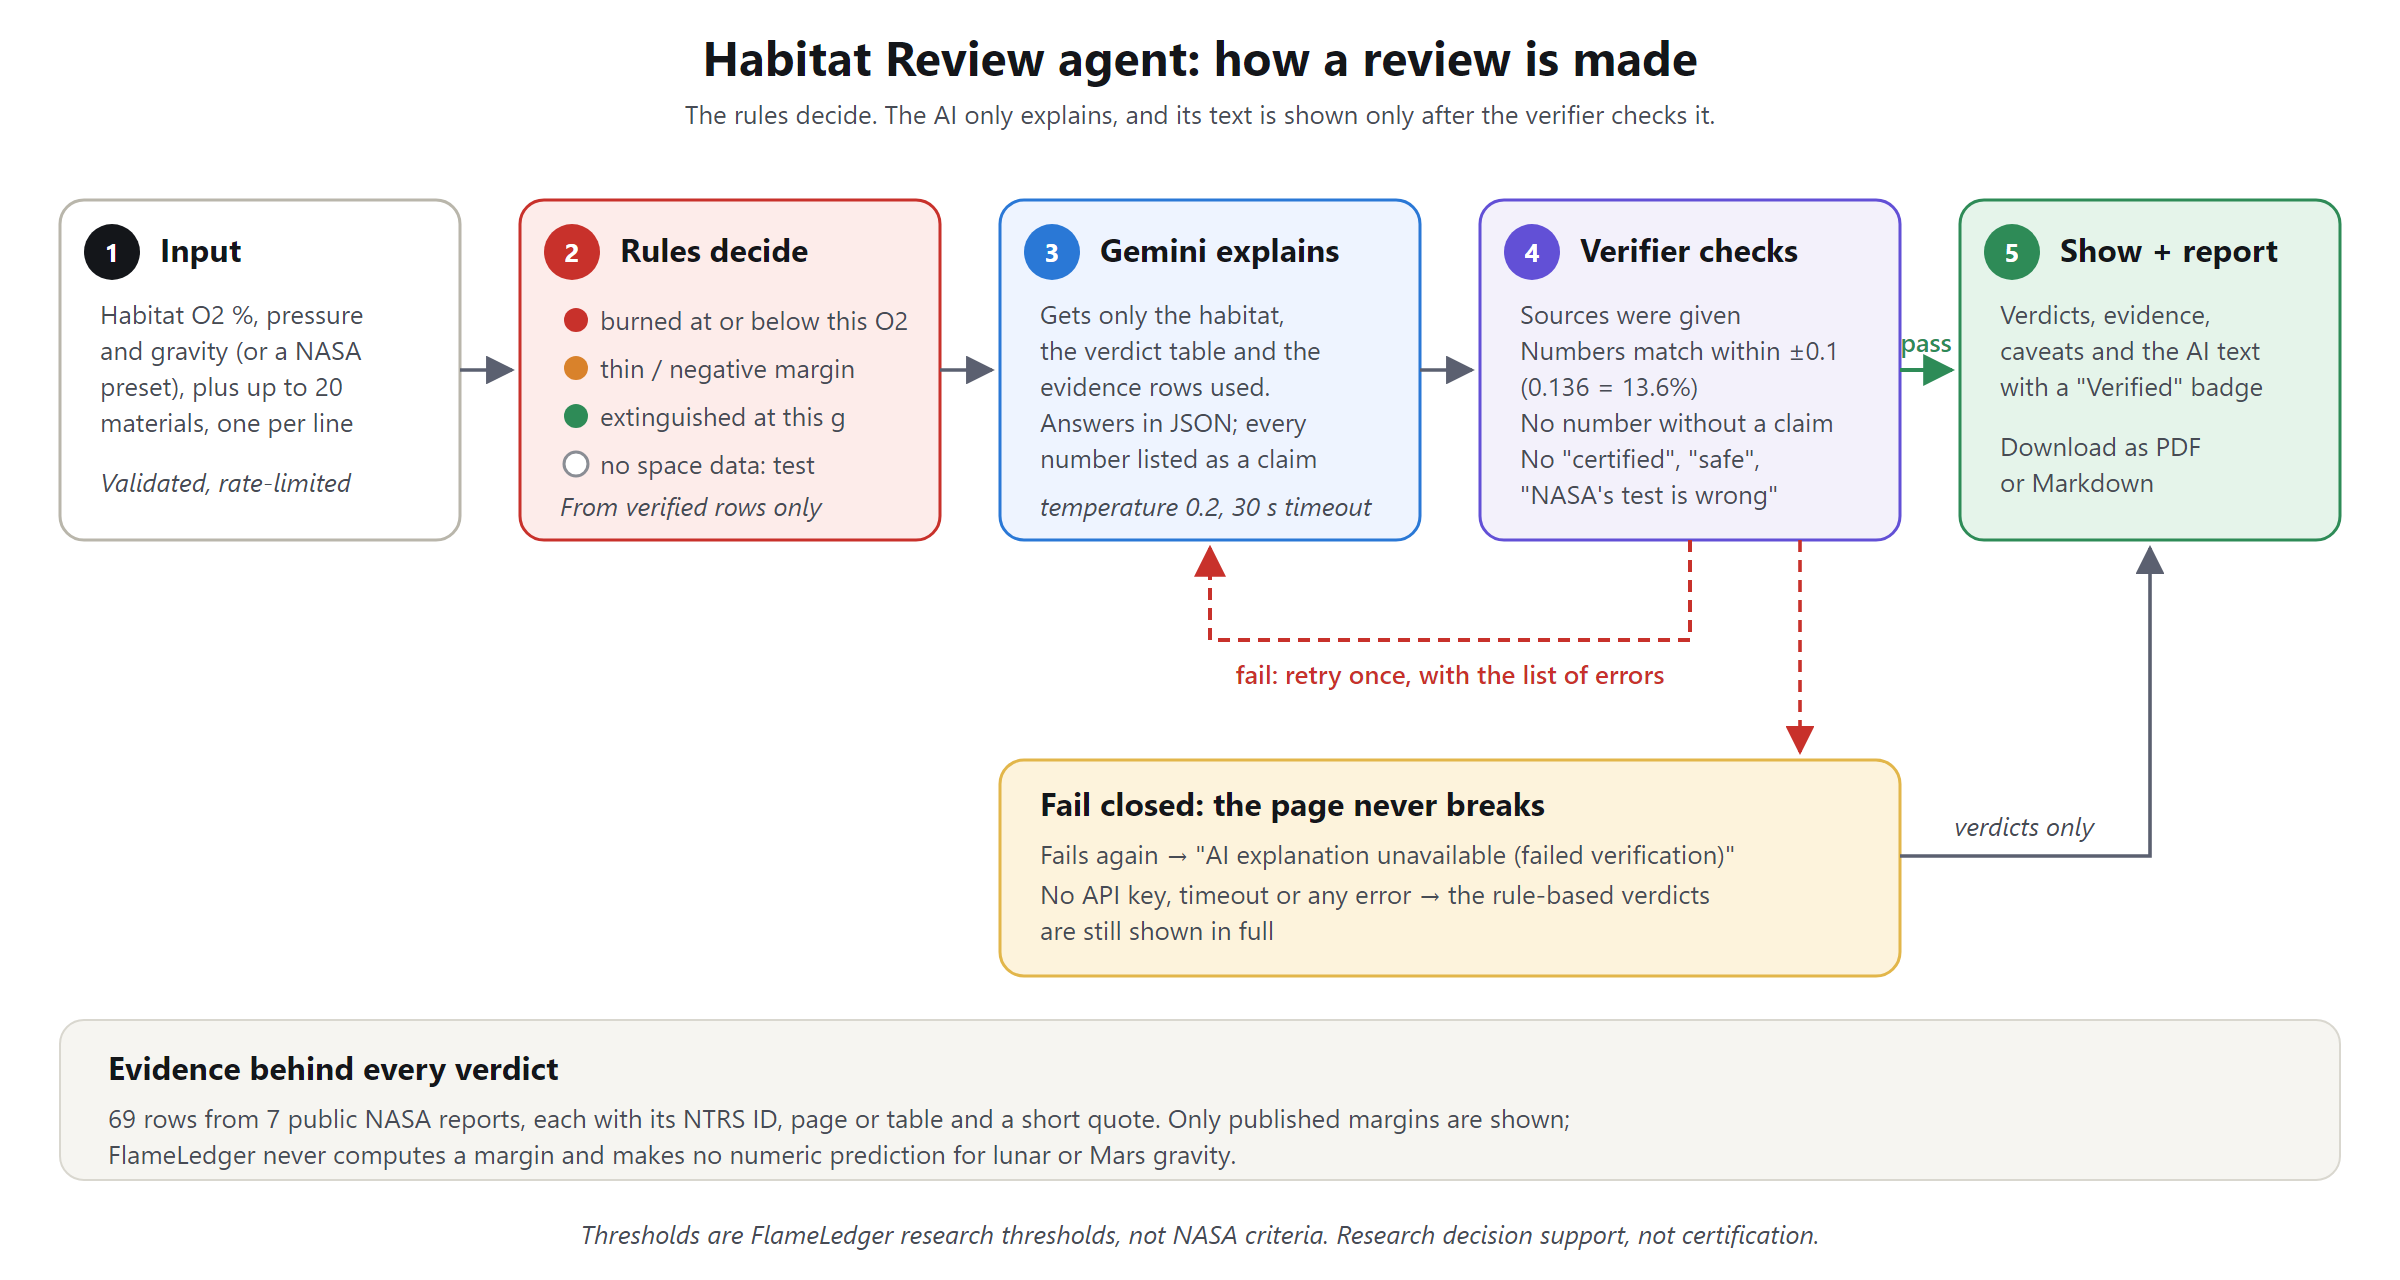 Habitat Review agent: how a review is made
The rules decide. The AI only explains, and its text is shown only after the verifier checks it.
1 Input
Habitat O2 %, pressure
and gravity (or a NASA
preset), plus up to 20
materials, one per line
Validated, rate-limited
2 Rules decide
burned at or below this O2
thin / negative margin
extinguished at this g
no space data: test
From verified rows only
3 Gemini explains
Gets only the habitat,
the verdict table and the
evidence rows used.
Answers in JSON; every
number listed as a claim
temperature 0.2, 30 s timeout
4 Verifier checks
Sources were given
Numbers match within ±0.1
(0.136 = 13.6%)
No number without a claim
No "certified", "safe",
"NASA's test is wrong"
pass
5 Show + report
Verdicts, evidence,
caveats and the AI text
with a "Verified" badge
Download as PDF
or Markdown
fail: retry once, with the list of errors
Fail closed: the page never breaks
Fails again → "AI explanation unavailable (failed verification)"
No API key, timeout or any error → the rule-based verdicts
are still shown in full
verdicts only
Evidence behind every verdict
69 rows from 7 public NASA reports, each with its NTRS ID, page or table and a short quote. Only published margins are shown;
FlameLedger never computes a margin and makes no numeric prediction for lunar or Mars gravity.
Thresholds are FlameLedger research thresholds, not NASA criteria. Research decision support, not certification.